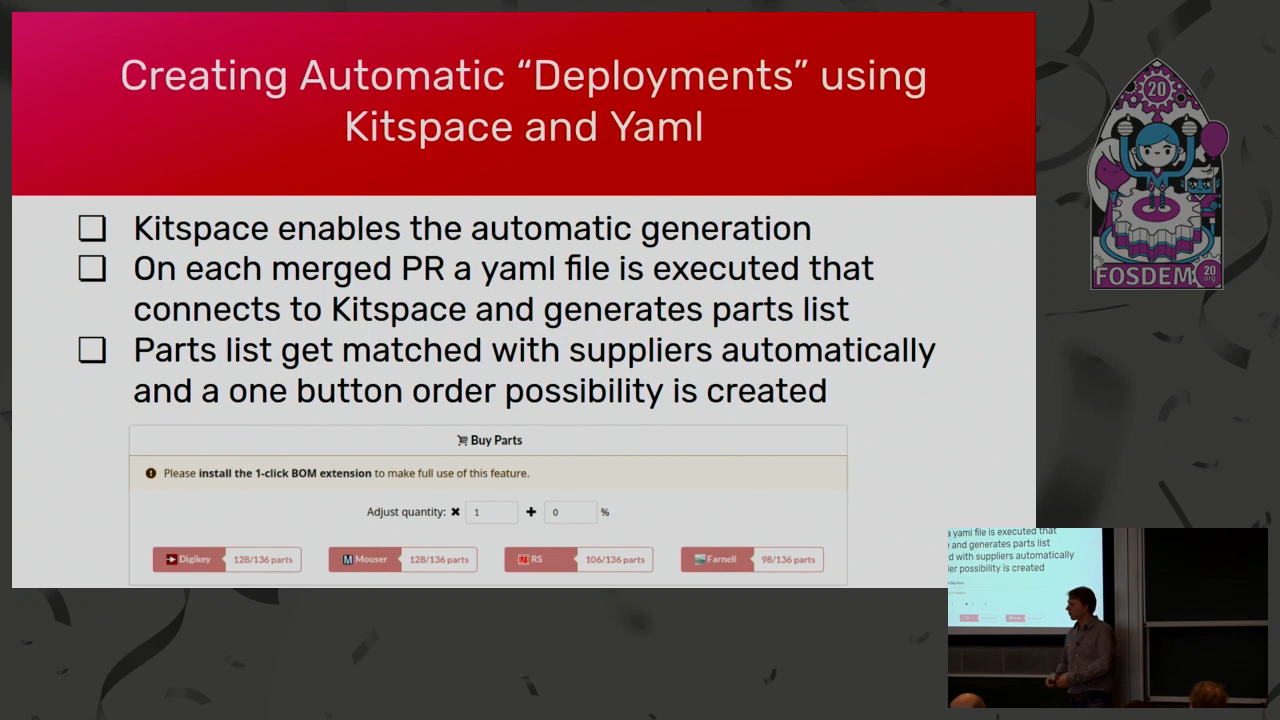 Creating Automatic “Deployments” using
Kitspace and Yaml
❏ Kitspace enables the automatic generation
❏ On each merged PR a yaml file is executed that
connects to Kitspace and generates parts list
❏ Parts list get matched with suppliers automatically
and a one button order possibility is created
Buy Parts
Please install the 1-click BOM extension to make full use of this feature.
Adjust quantity: ✖ 1 + 0 %
Digikey 128/136 parts Mouser 128/136 parts RS 106/136 parts Farnell 98/136 parts
20
FOSDEM 20
.org
a yaml file is executed that
and generates parts list
d with suppliers automatically
der possibility is created